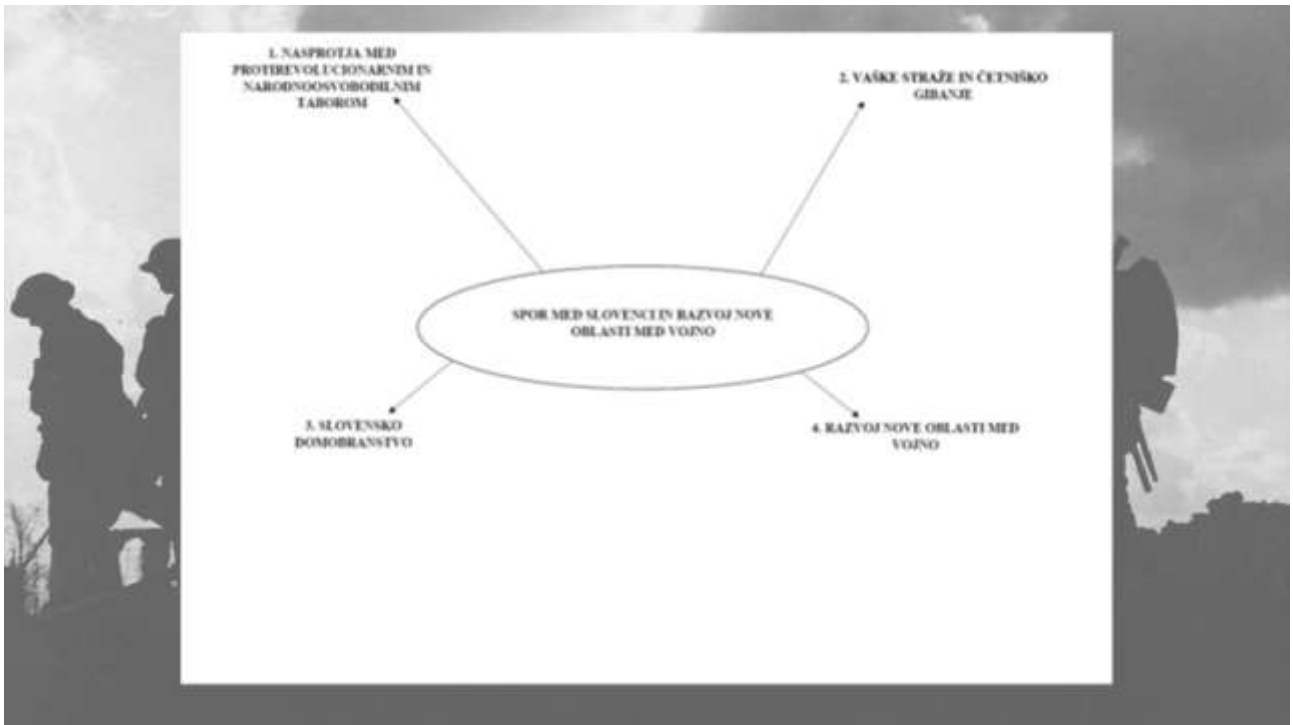 1. NASPROTJA MED
PROTIREVOLUCIONARNIM IN
NARODNOOSVOBODILNIM
TABOROM
2. VAŠKE STRAŽE IN ČETNIŠKO
GIBANJE
SPOR MED SLOVENCI IN RAZVOJ NOVE
OBLASTI MED VOJNO
3. SLOVENSKO
DOMOBRANSTVO
4. RAZVOJ NOVE OBLASTI MED
VOJNO